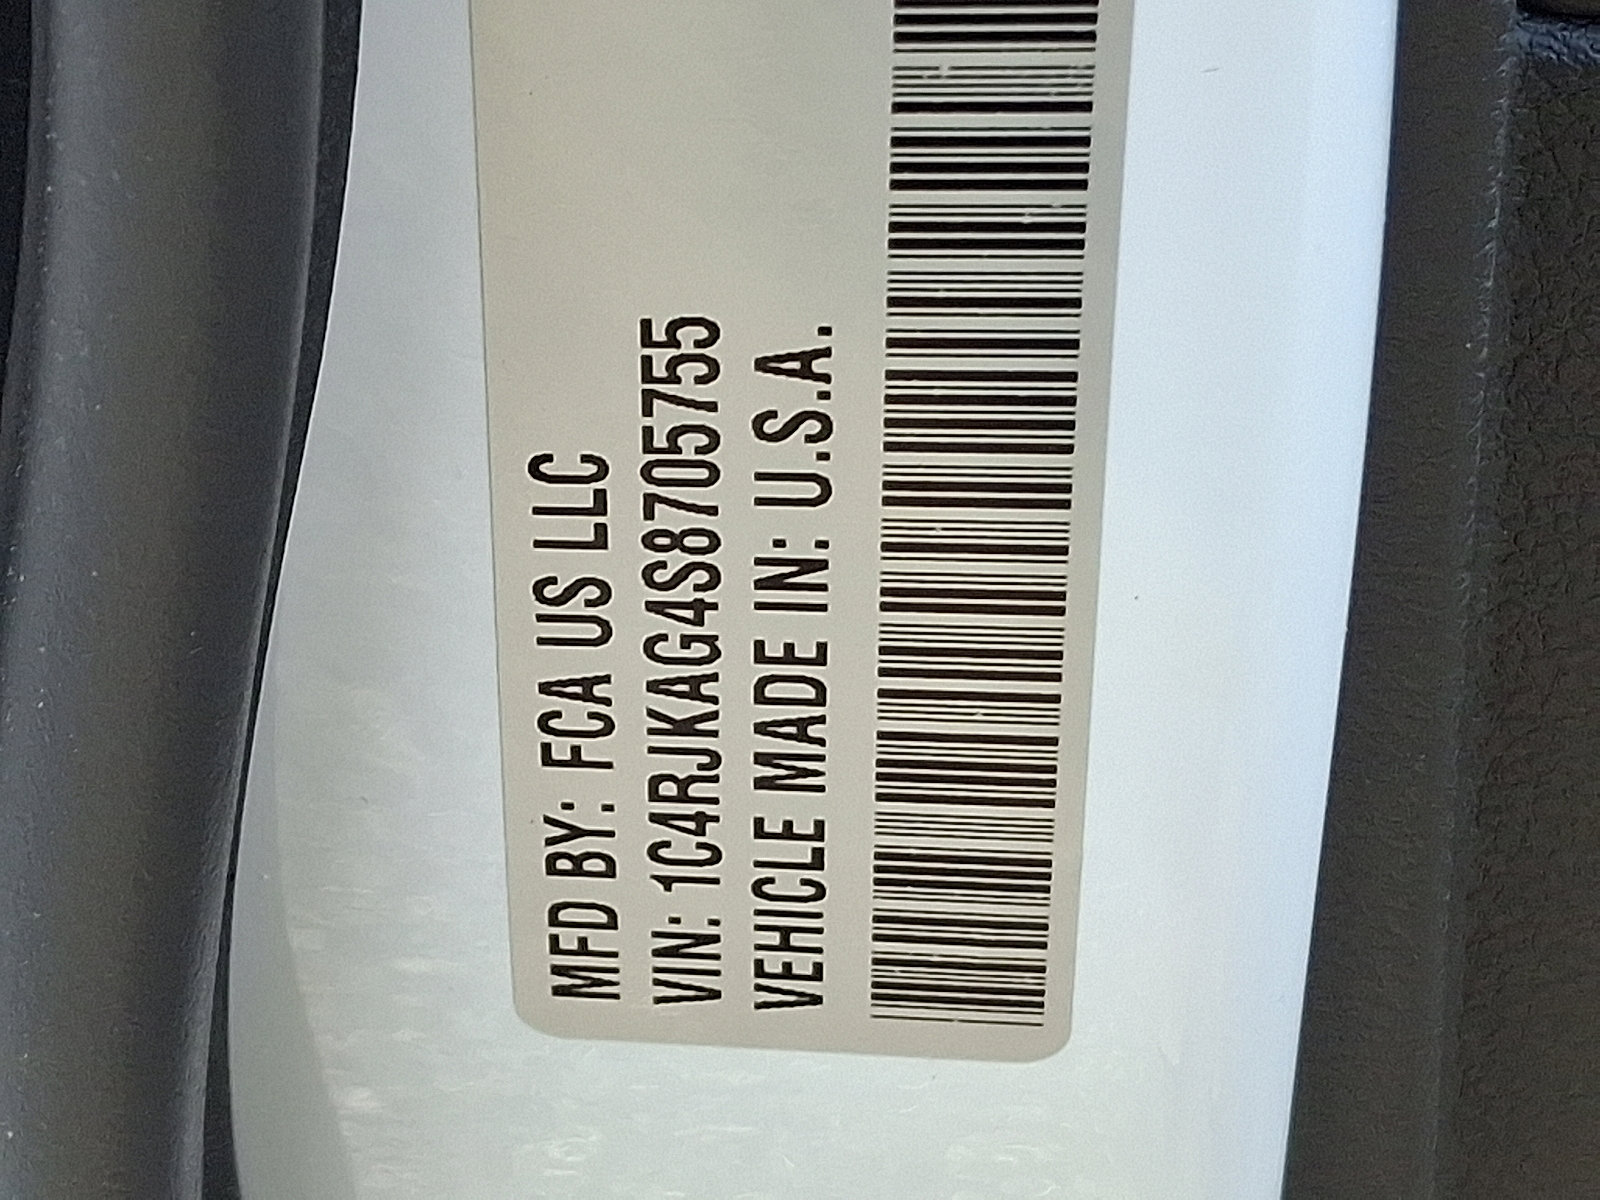 MFD BY: FCA US LLC
VIN: 1C4RJKAG4S8705755
VEHICLE MADE IN: U.S.A.